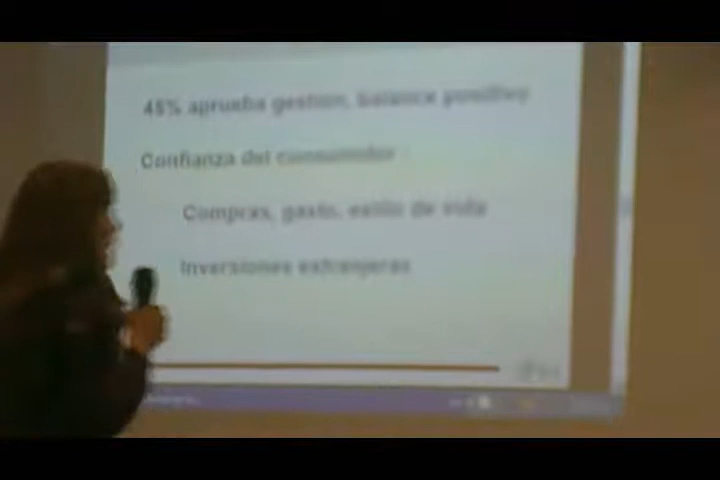 45% aprueba gestion, balance positivo
Confianza del consumidor
Compras, gasto, estilo de vida
Inversiones extranjeras